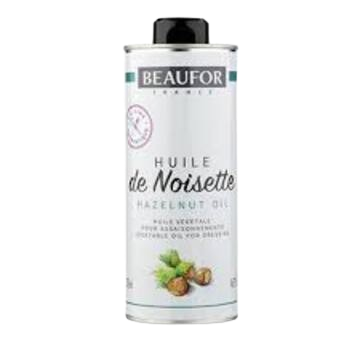 BEAUFOR
FRANCE
HUILE
de Noisette
HAZELNUT OIL
HUILE VÉGÉTALE
POUR ASSAISONNEMENTS
VEGETABLE OIL FOR DRESSING